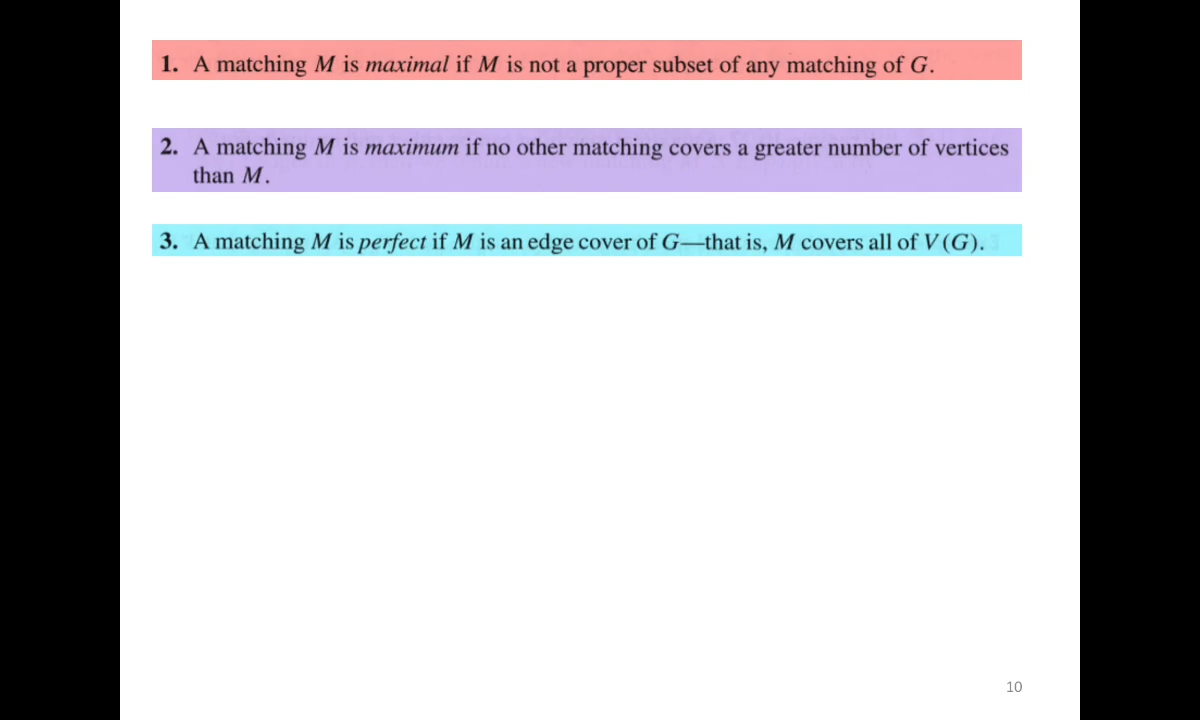 1. A matching M is maximal if M is not a proper subset of any matching of G.
2. A matching M is maximum if no other matching covers a greater number of vertices
than M.
3. A matching M is perfect if M is an edge cover of G—that is, M covers all of V(G).
10